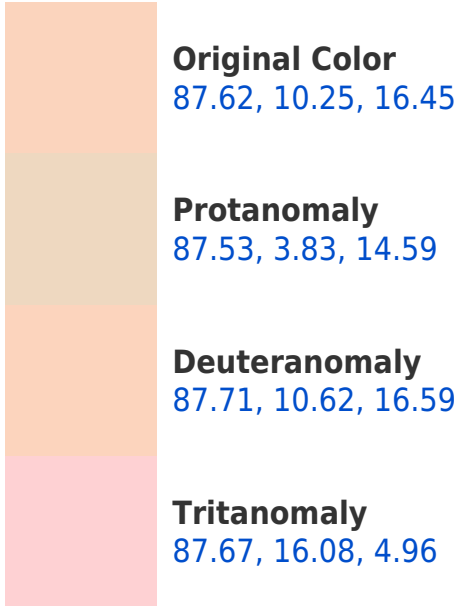 Original Color
87.62, 10.25, 16.45
Protanomaly
87.53, 3.83, 14.59
Deuteranomaly
87.71, 10.62, 16.59
Tritanomaly
87.67, 16.08, 4.96